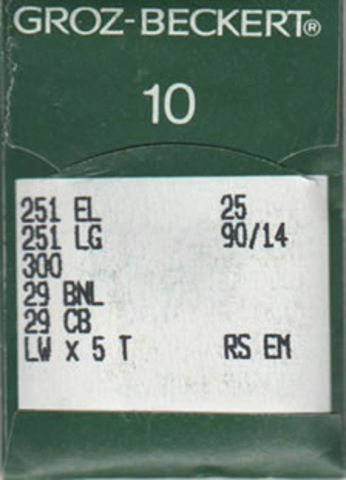 GROZ-BECKERT®
10
251 EL 25
251 LG 90/14
300
29 BNL
29 CB
LW x 5 T RS EM